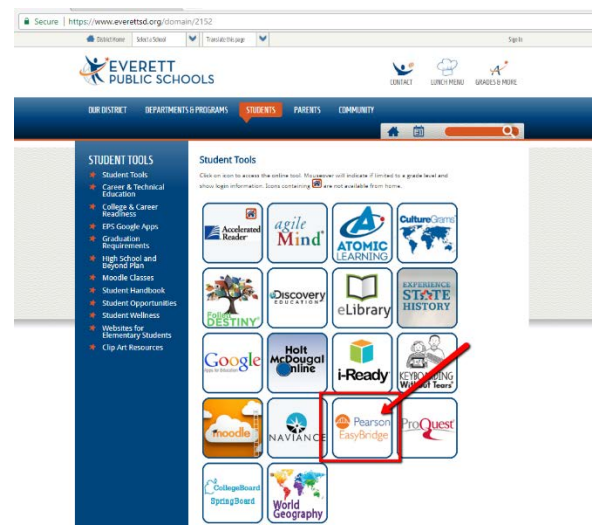 Secure | https://www.everettsd.org/domain/2152
District Home Select a School Translate this page Sign In
EVERETT
PUBLIC SCHOOLS
CONTACT LUNCH MENU GRADES & MORE
OUR DISTRICT DEPARTMENTS & PROGRAMS STUDENTS PARENTS COMMUNITY
STUDENT TOOLS
Student Tools
Career & Technical
Education
College & Career
Readiness
EPS Google Apps
Graduation
Requirements
High School and
Beyond Plan
Moodle Classes
Student Handbook
Student Opportunities
Student Wellness
Websites for
Elementary Students
Clip Art Resources
Student Tools
Click on icon to access the online tool. Mouseover will indicate if limited to a grade level and
show login information. Icons containing are not available from home.
Accelerated
Reader
agile
Mind
ATOMIC
LEARNING
CultureGrams
Follett
DESTINY
Discovery
EDUCATION
eLibrary
EXPERIENCE
STATE
HISTORY
Google
Apps for Education
Holt
McDougal
Online
i-Ready
KEYBOARDING
Without Tears
moodle
NAVIANCE
Pearson
EasyBridge
ProQuest
CollegeBoard
SpringBoard
World
Geography